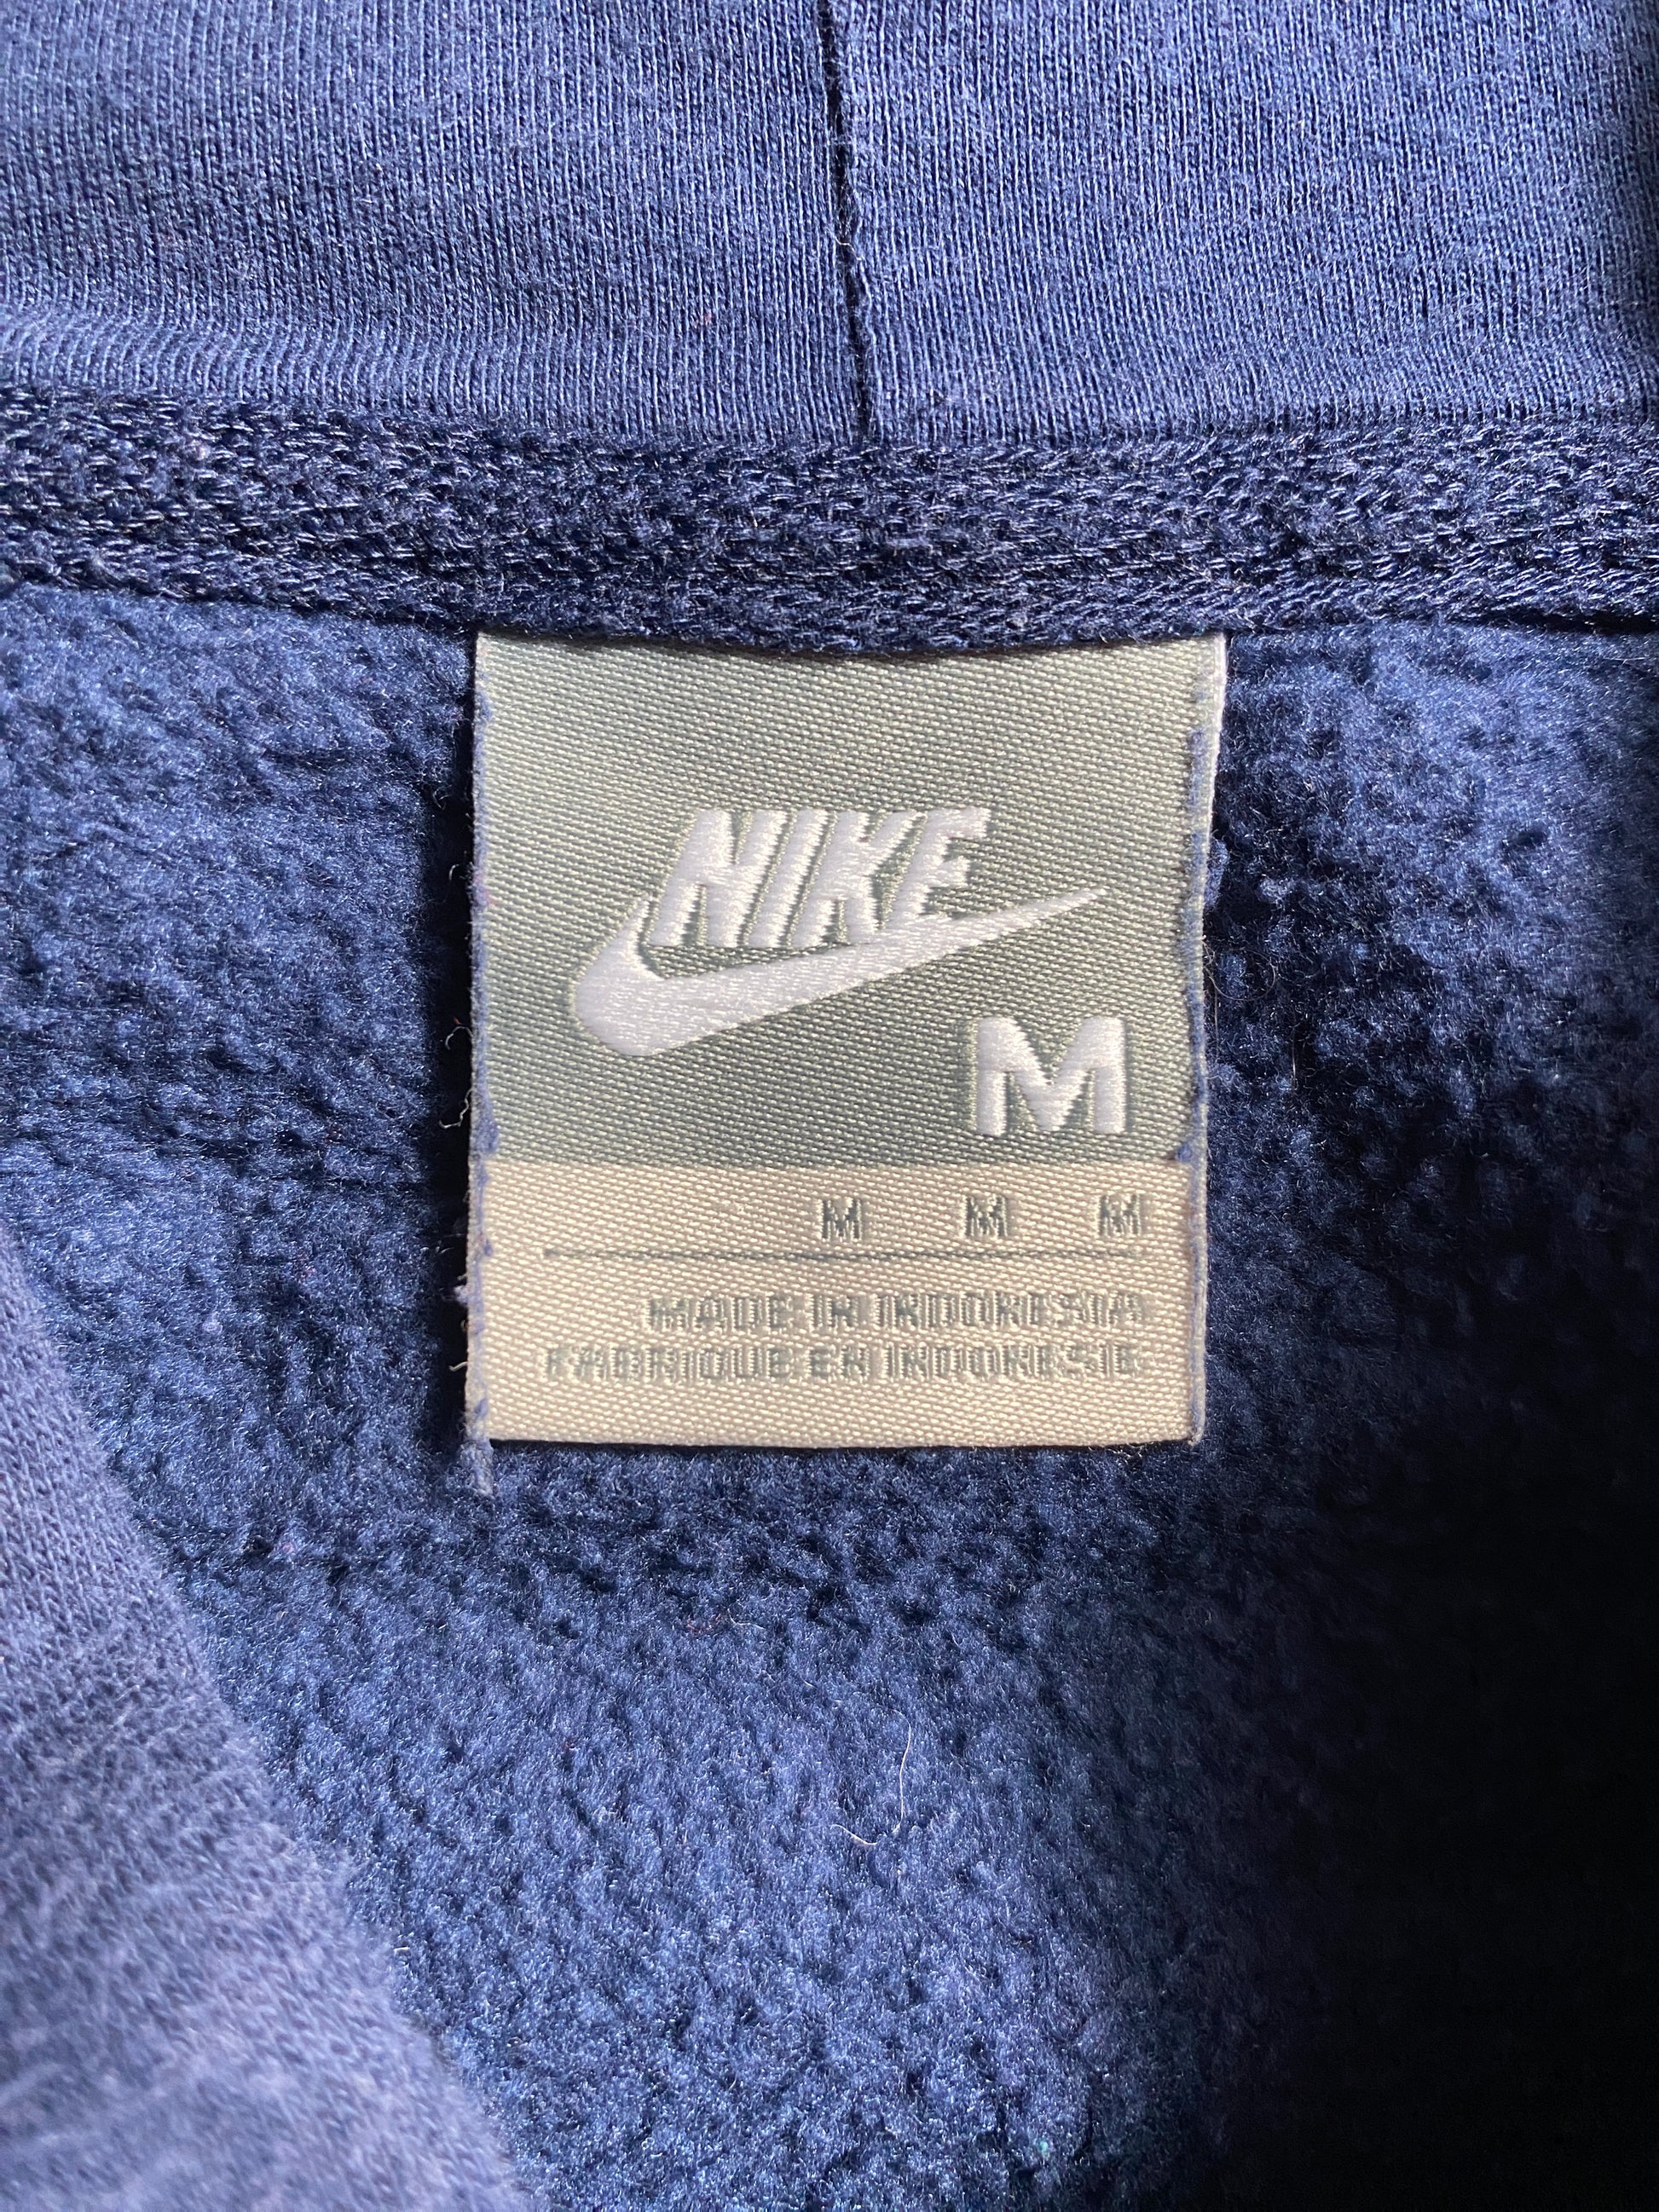 NIKE
M
M M M
MADE IN INDONESIA
FABRIQUE EN INDONESIE